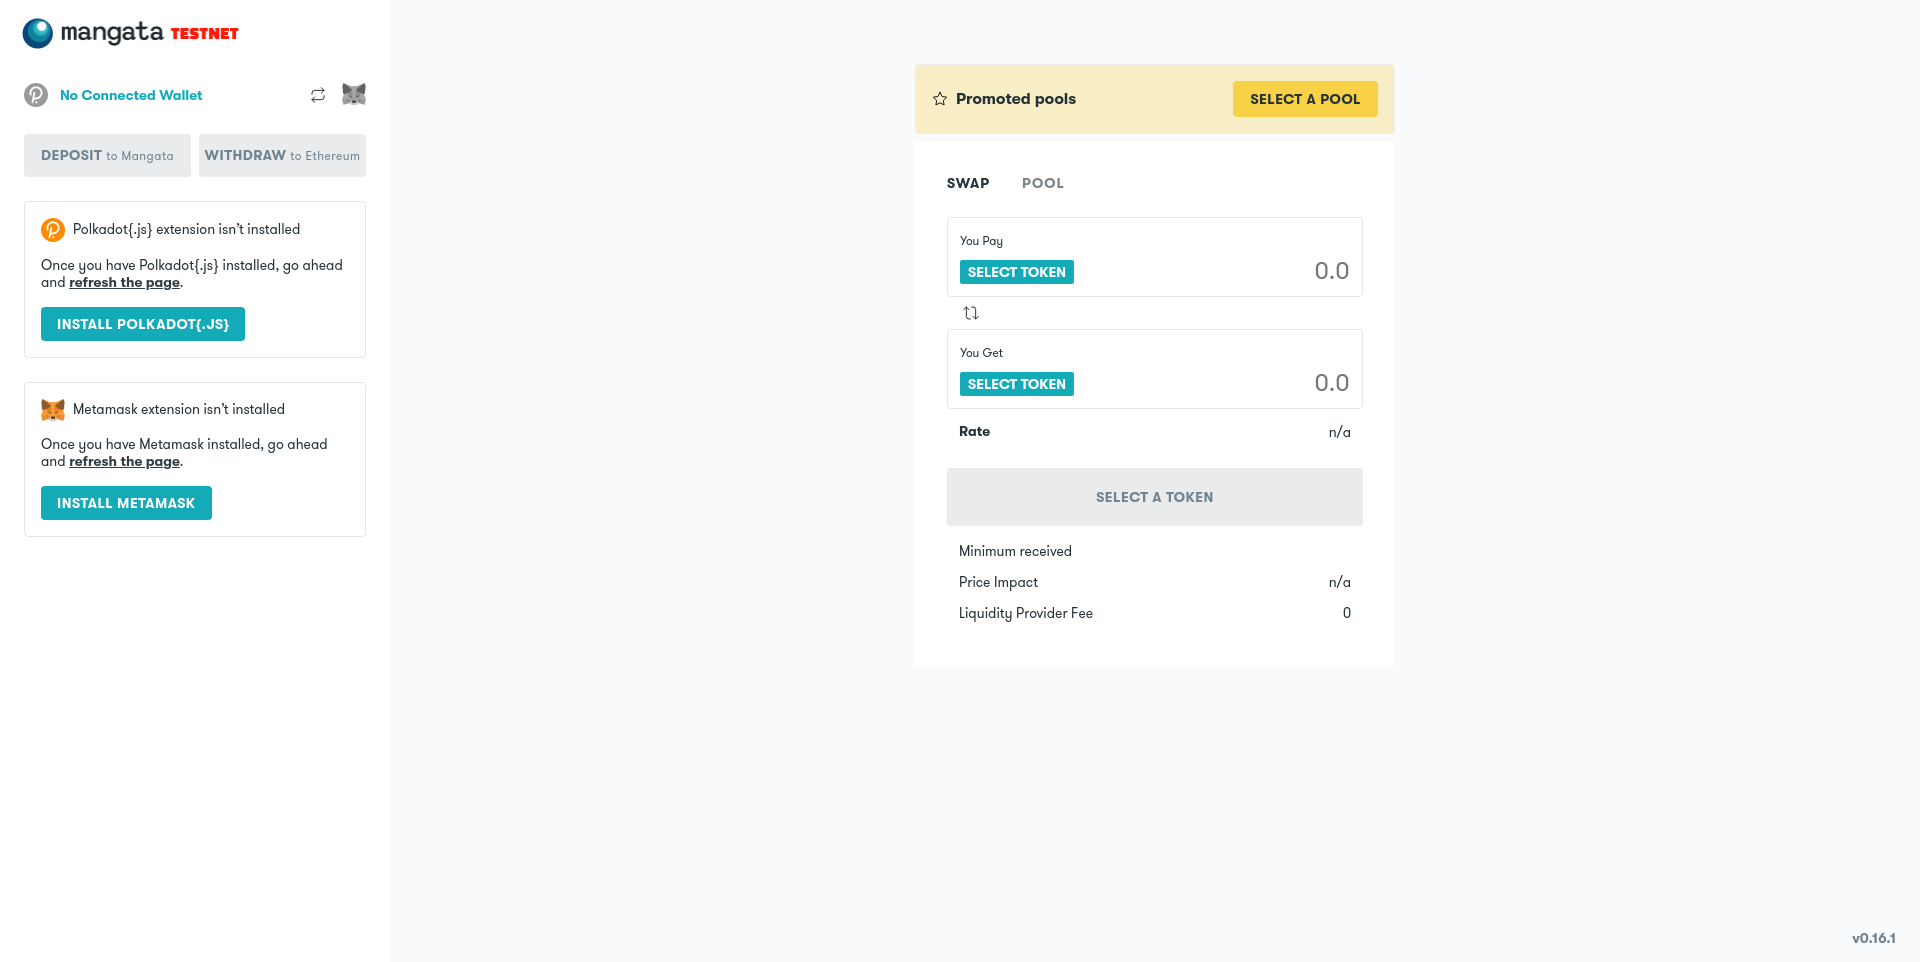 mangata TESTNET
No Connected Wallet
DEPOSIT to Mangata
WITHDRAW to Ethereum
Polkadot{.js} extension isn't installed
Once you have Polkadot{.js} installed, go ahead
and refresh the page.
INSTALL POLKADOT{.JS}
Metamask extension isn't installed
Once you have Metamask installed, go ahead
and refresh the page.
INSTALL METAMASK
Promoted pools
SELECT A POOL
SWAP
POOL
You Pay
SELECT TOKEN
0.0
You Get
SELECT TOKEN
0.0
Rate
n/a
SELECT A TOKEN
Minimum received
Price Impact
n/a
Liquidity Provider Fee
0
v0.16.1